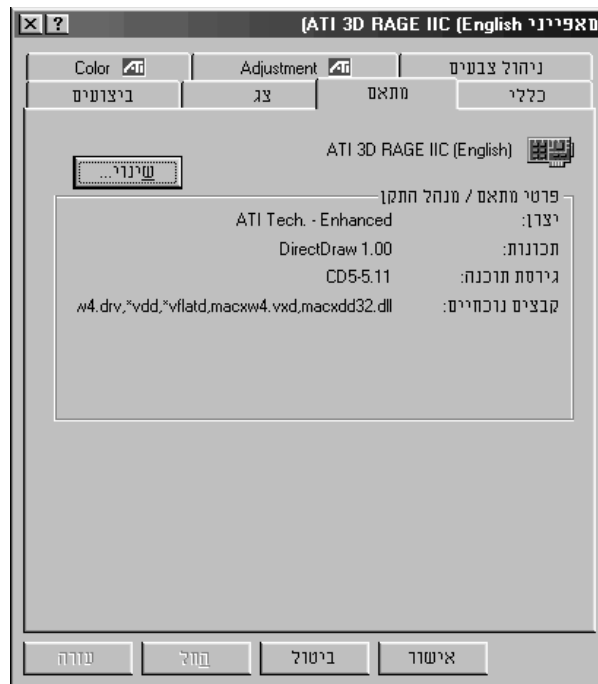 מאפייני ATI 3D RAGE IIC (English)
ניהול צבעים Adjustment Color
כללי מתאם צג ביצועים
ATI 3D RAGE IIC (English)
שינוי...
פרטי מתאם / מנהל התקן
יצרן: ATI Tech. - Enhanced
תכונות: DirectDraw 1.00
גירסת תוכנה: CD5-5.11
קבצים נוכחיים: w4.drv,*vdd,*vflatd,macxw4.vxd,macxdd32.dll
אישור ביטול החל עזרה